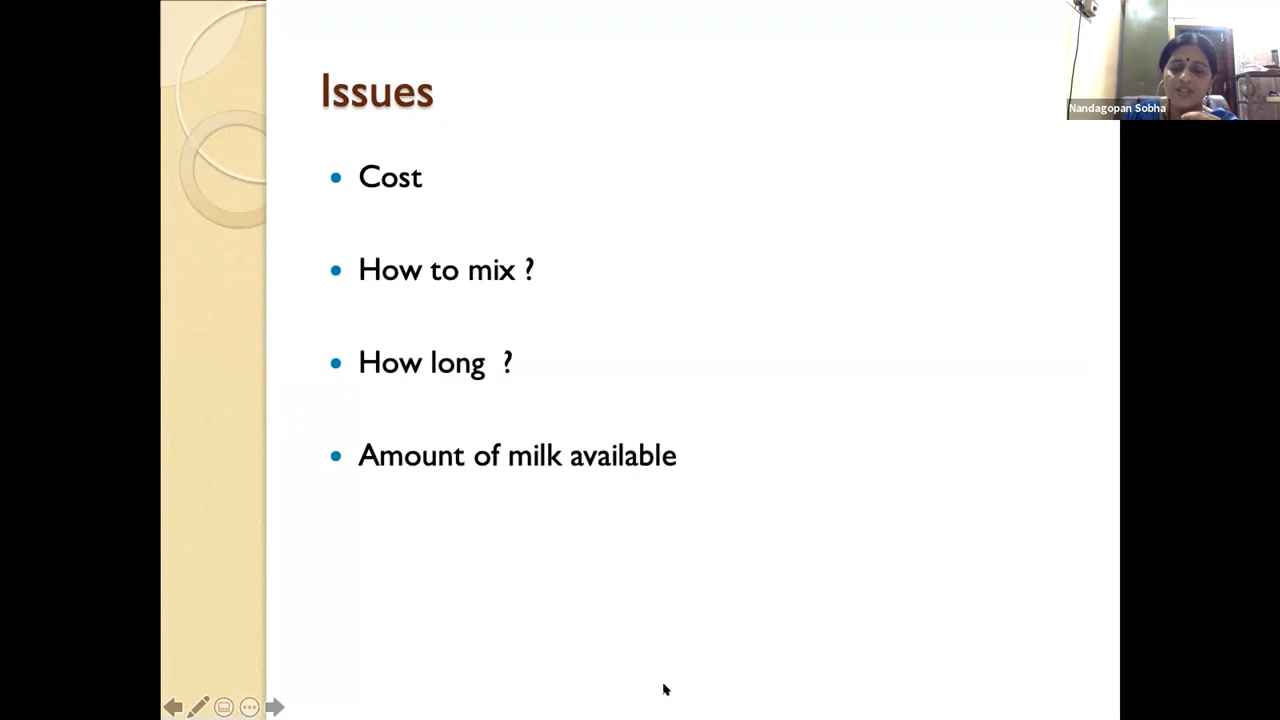 Issues
Nandagopan Sobha
• Cost
• How to mix ?
• How long ?
• Amount of milk available